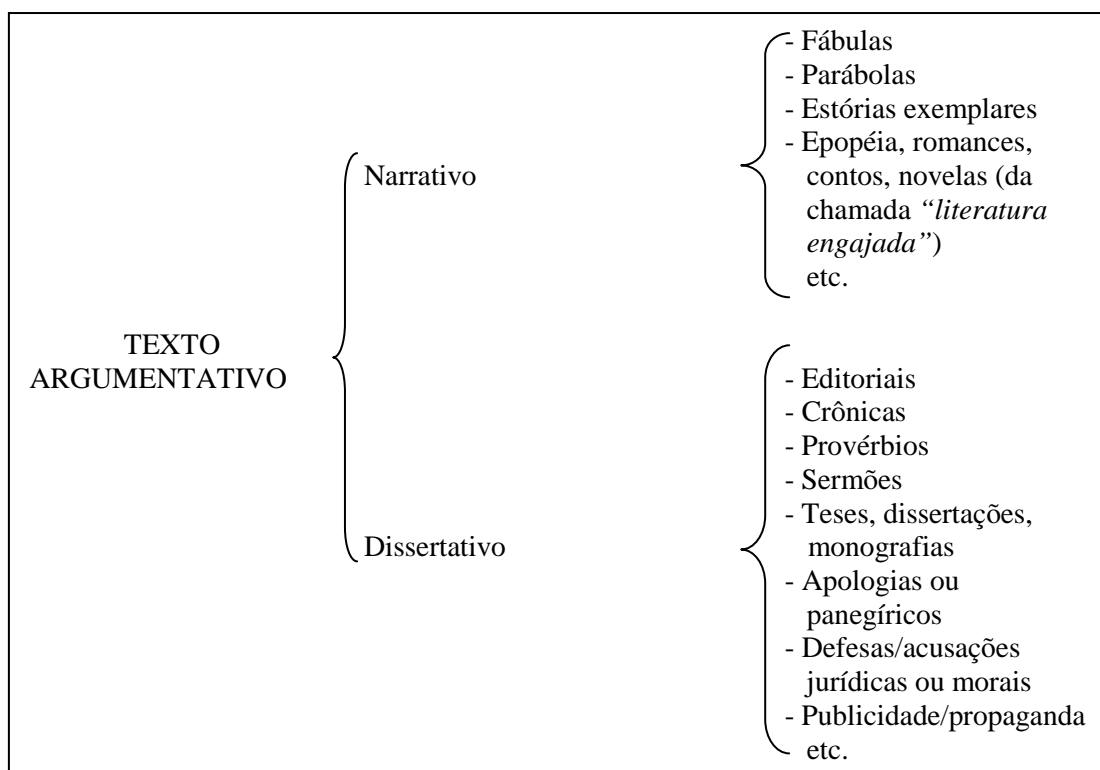 - Fábulas
- Parábolas
- Estórias exemplares
- Epopéia, romances,
contos, novelas (da
chamada “literatura
engajada”)
etc.
Narrativo
TEXTO
ARGUMENTATIVO
- Editoriais
- Crônicas
- Provérbios
- Sermões
- Teses, dissertações,
monografias
- Apologias ou
panegíricos
- Defesas/acusações
jurídicas ou morais
- Publicidade/propaganda
etc.
Dissertativo